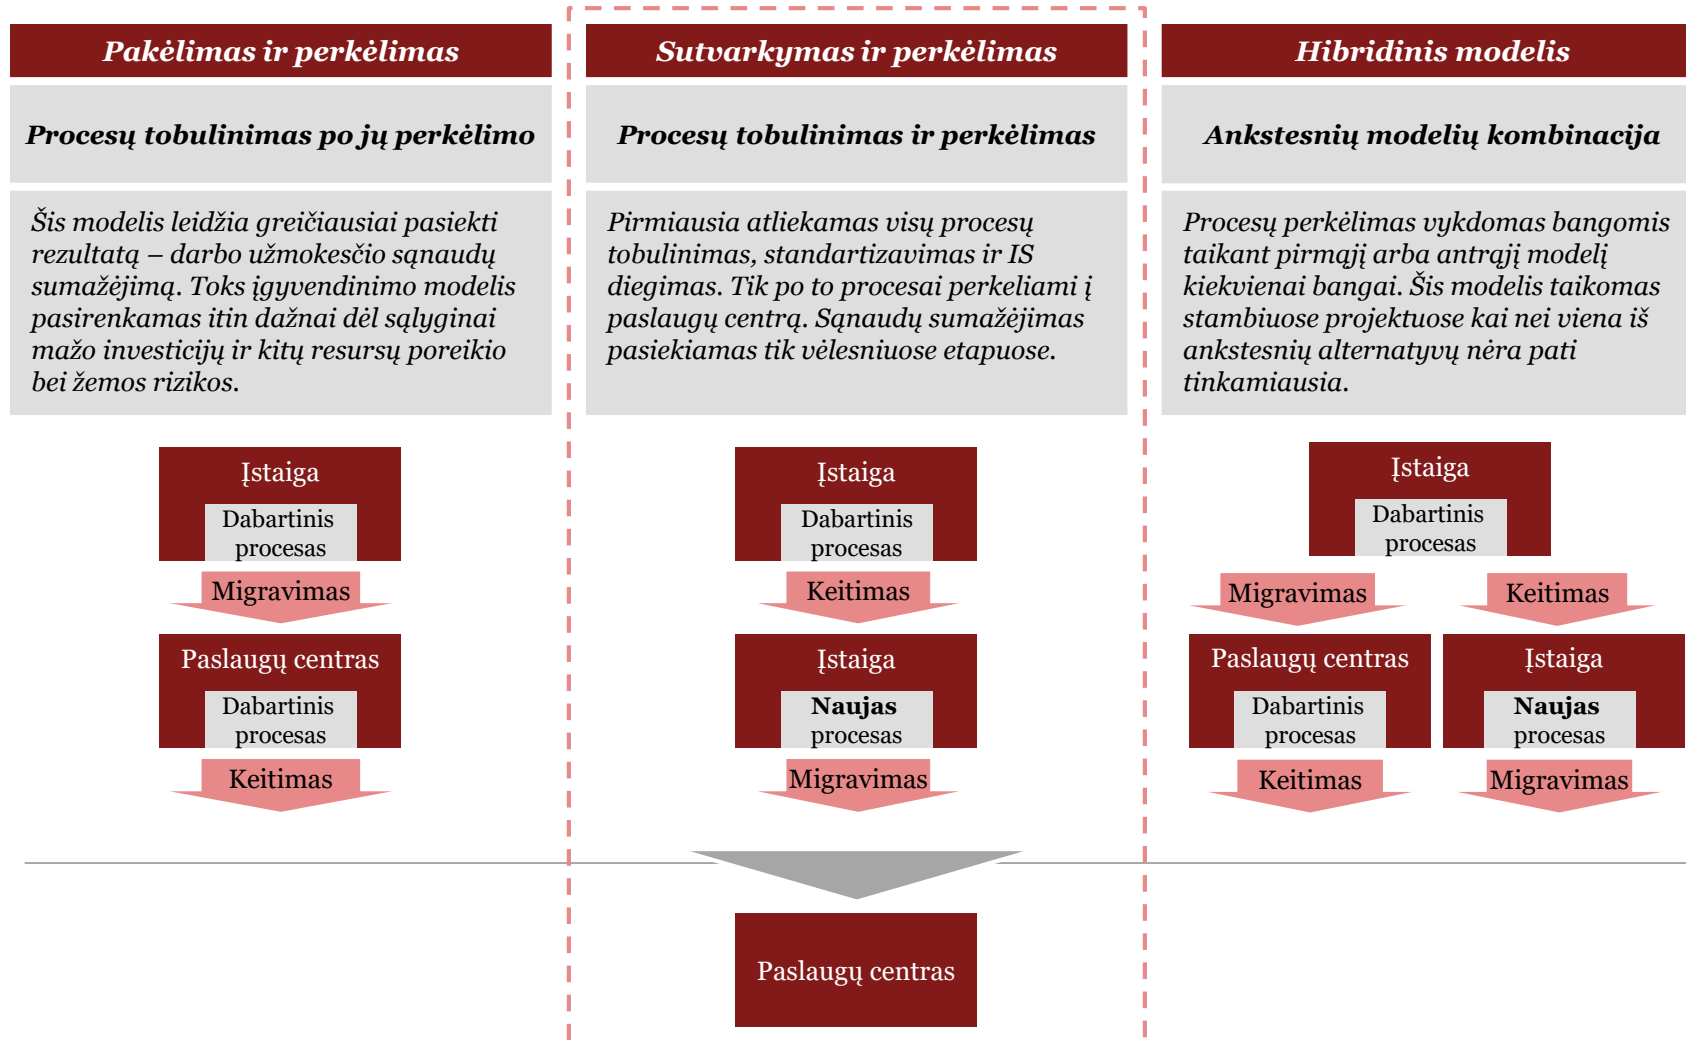 Pakėlimas ir perkėlimas
Procesų tobulinimas po jų perkėlimo
Šis modelis leidžia greičiausiai pasiekti
rezultatą – darbo užmokesčio sąnaudų
sumažėjimą. Toks įgyvendinimo modelis
pasirenkamas itin dažnai dėl sąlyginai
mažo investicijų ir kitų resursų poreikio
bei žemos rizikos.
Įstaiga
Dabartinis
procesas
Migravimas
Paslaugų centras
Dabartinis
procesas
Keitimas
Sutvarkymas ir perkėlimas
Procesų tobulinimas ir perkėlimas
Pirmiausia atliekamas visų procesų
tobulinimas, standartizavimas ir IS
diegimas. Tik po to procesai perkeliami į
paslaugų centrą. Sąnaudų sumažėjimas
pasiekiamas tik vėlesniuose etapuose.
Įstaiga
Dabartinis
procesas
Keitimas
Įstaiga
Naujas
procesas
Migravimas
Hibridinis modelis
Ankstesnių modelių kombinacija
Procesų perkėlimas vykdomas bangomis
taikant pirmąjį arba antrąjį modelį
kiekvienai bangai. Šis modelis taikomas
stambiuose projektuose kai nei viena iš
ankstesnių alternatyvų nėra pati
tinkamiausia.
Įstaiga
Dabartinis
procesas
Migravimas
Keitimas
Paslaugų centras
Dabartinis
procesas
Keitimas
Įstaiga
Naujas
procesas
Migravimas
Paslaugų centras